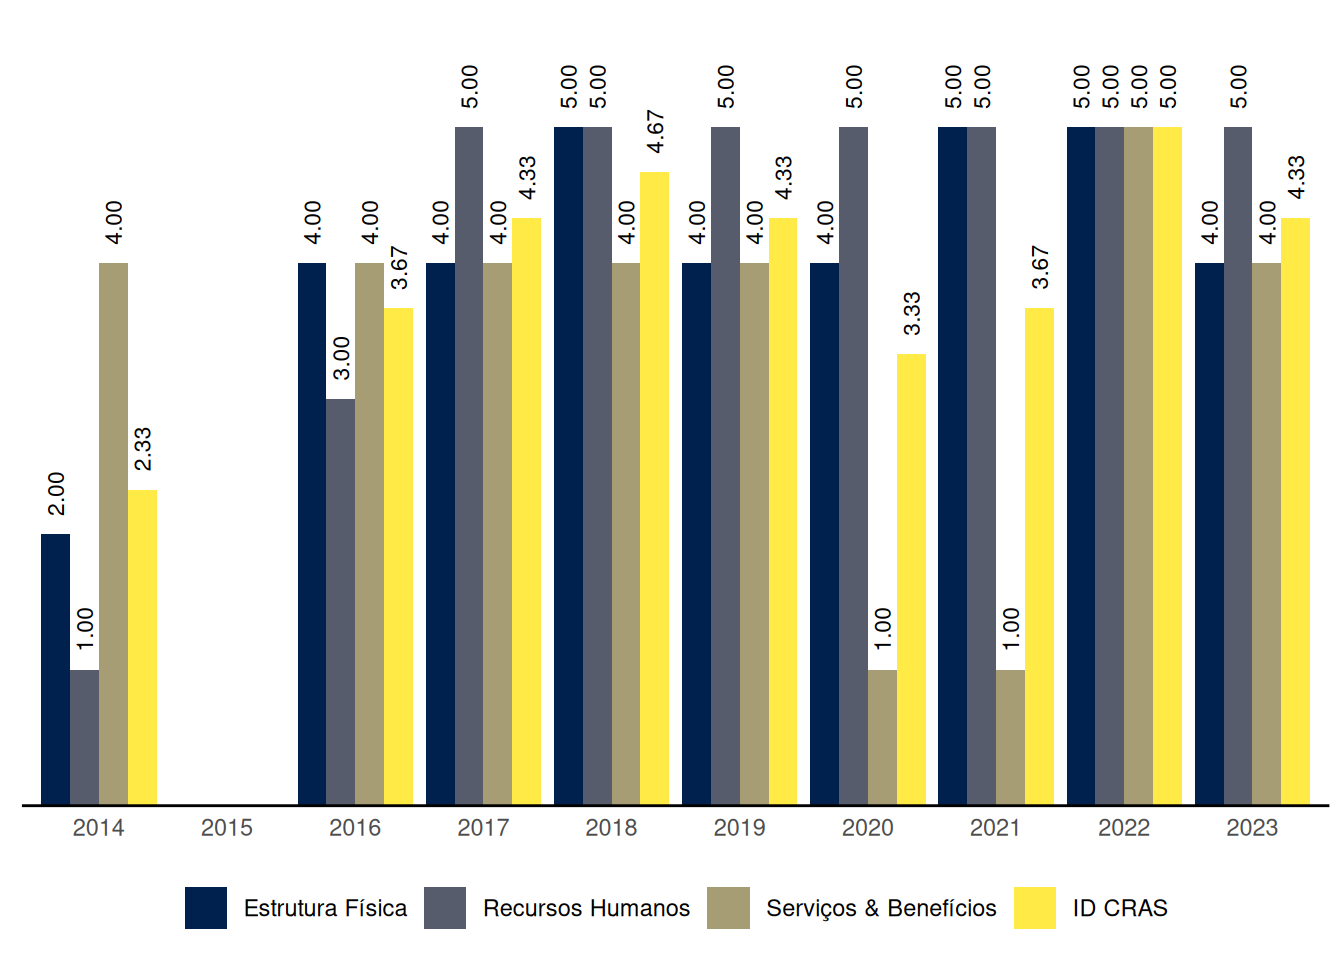 5.00 5.00 5.00 5.00 5.00 5.00 5.00 5.00 5.00 5.00 5.00 5.00
4.67
4.33 4.33 4.33
4.00 4.00 4.00 4.00 4.00 4.00 4.00 4.00 4.00 4.00 4.00
3.67 3.67
3.33
3.00
2.33
2.00
1.00 1.00 1.00
2014 2015 2016 2017 2018 2019 2020 2021 2022 2023
Estrutura Física Recursos Humanos Serviços & Benefícios ID CRAS